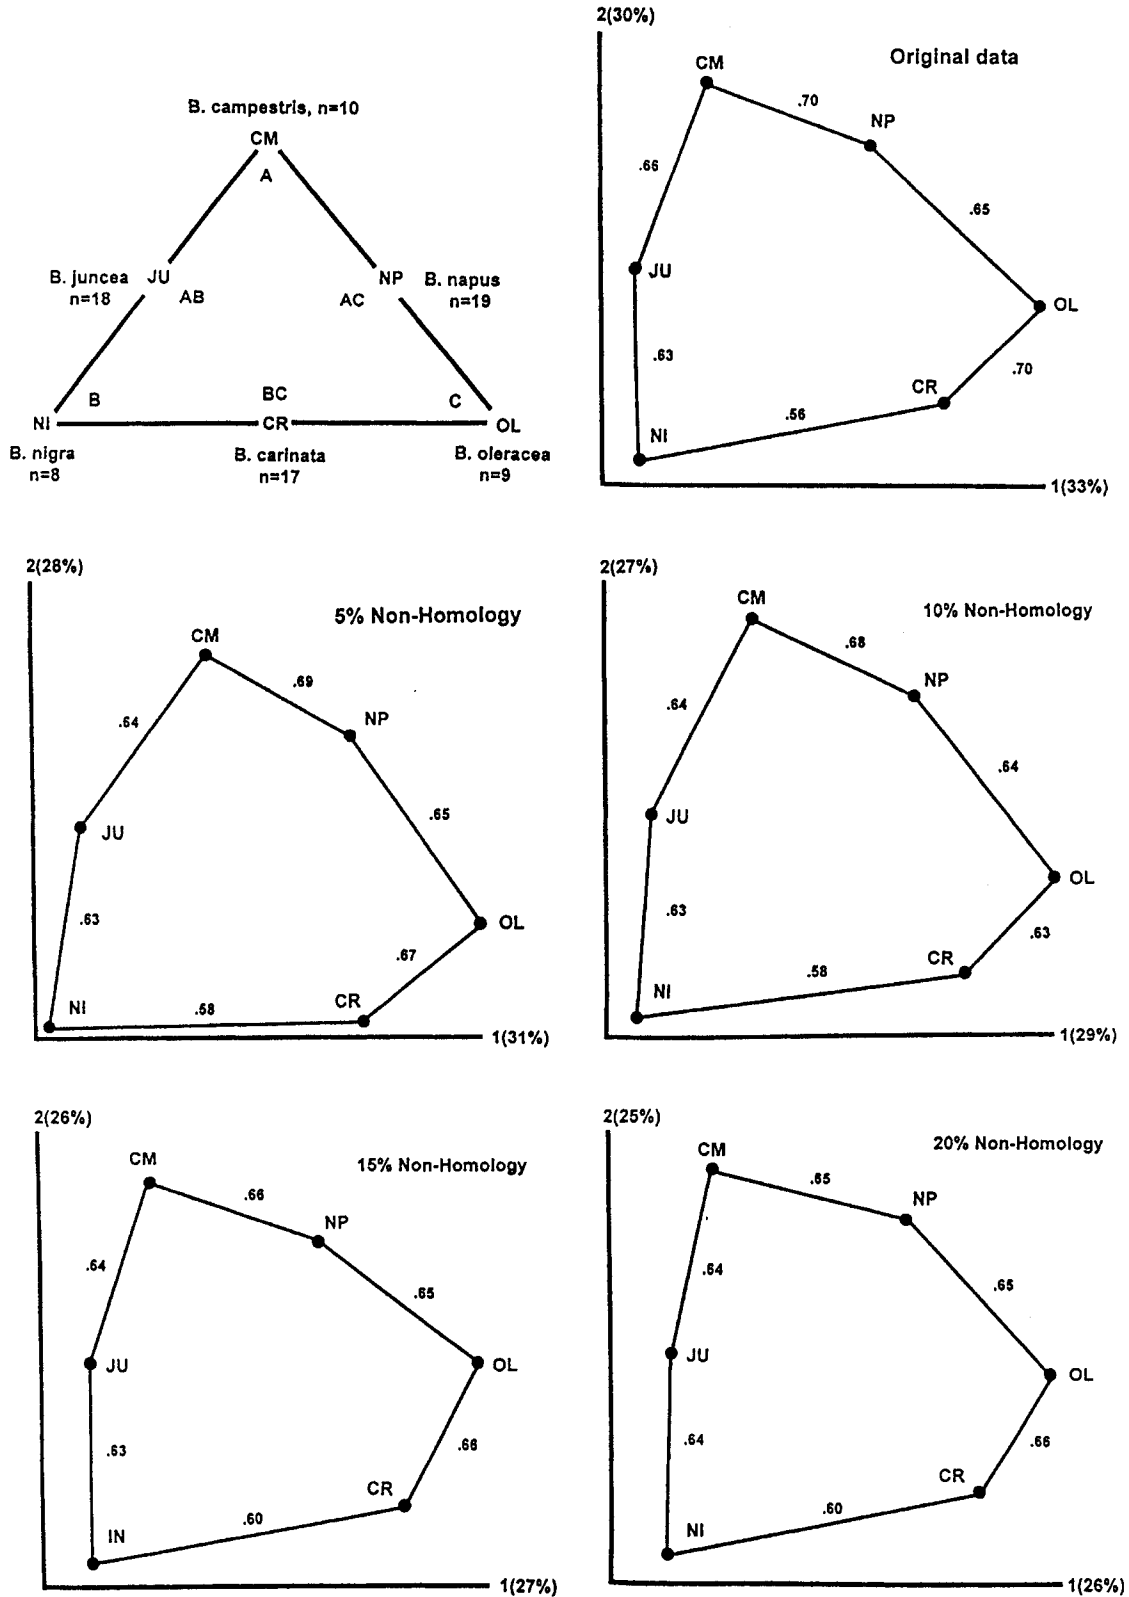 B. campestris, n=10
CM
A
B. juncea
n=18
JU
AB
NP
AC
B. napus
n=19
B
BC
C
NI
CR
OL
B. nigra
n=8
B. carinata
n=17
B. oleracea
n=9
2(30%)
Original data
CM
.70
NP
.66
.65
JU
OL
.63
.70
CR
.56
NI
1(33%)
2(28%)
5% Non-Homology
CM
.69
NP
.64
JU
.65
.63
OL
.67
NI
.58
CR
1(31%)
2(27%)
10% Non-Homology
CM
.68
NP
.64
.64
JU
OL
.63
.63
CR
.58
NI
1(29%)
2(26%)
15% Non-Homology
CM
.66
NP
.64
.65
JU
OL
.63
.66
CR
.60
IN
1(27%)
2(25%)
20% Non-Homology
CM
.65
NP
.64
.65
JU
OL
.64
.66
CR
.60
NI
1(26%)